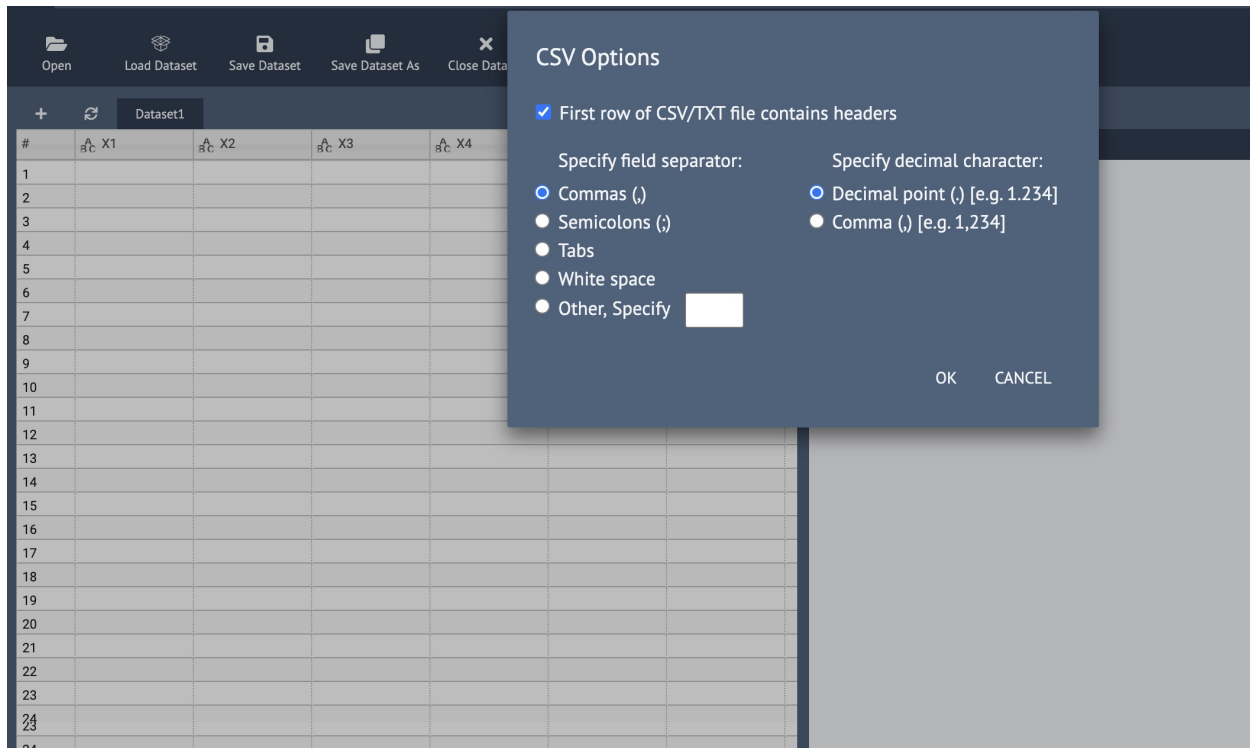 Open
Load Dataset
Save Dataset
Save Dataset As
Close Data
Dataset1
# X1 X2 X3 X4
1
2
3
4
5
6
7
8
9
10
11
12
13
14
15
16
17
18
19
20
21
22
23
24
23
CSV Options
First row of CSV/TXT file contains headers
Specify field separator:
Commas (,)
Semicolons (;)
Tabs
White space
Other, Specify
Specify decimal character:
Decimal point (.) [e.g. 1.234]
Comma (,) [e.g. 1,234]
OK
CANCEL